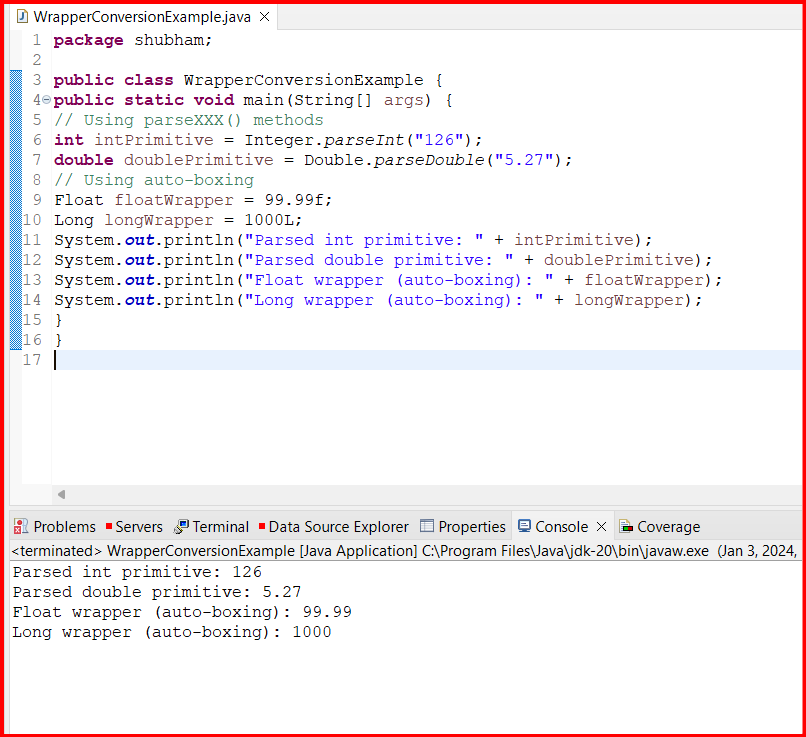 WrapperConversionExample.java
1 package shubham;
2
3 public class WrapperConversionExample {
4 public static void main(String[] args) {
5 // Using parseXXX() methods
6 int intPrimitive = Integer.parseInt("126");
7 double doublePrimitive = Double.parseDouble("5.27");
8 // Using auto-boxing
9 Float floatWrapper = 99.99f;
10 Long longWrapper = 1000L;
11 System.out.println("Parsed int primitive: " + intPrimitive);
12 System.out.println("Parsed double primitive: " + doublePrimitive);
13 System.out.println("Float wrapper (auto-boxing): " + floatWrapper);
14 System.out.println("Long wrapper (auto-boxing): " + longWrapper);
15 }
16 }
17
Problems Servers Terminal Data Source Explorer Properties Console Coverage
<terminated> WrapperConversionExample [Java Application] C:\Program Files\Java\jdk-20\bin\javaw.exe (Jan 3, 2024,
Parsed int primitive: 126
Parsed double primitive: 5.27
Float wrapper (auto-boxing): 99.99
Long wrapper (auto-boxing): 1000